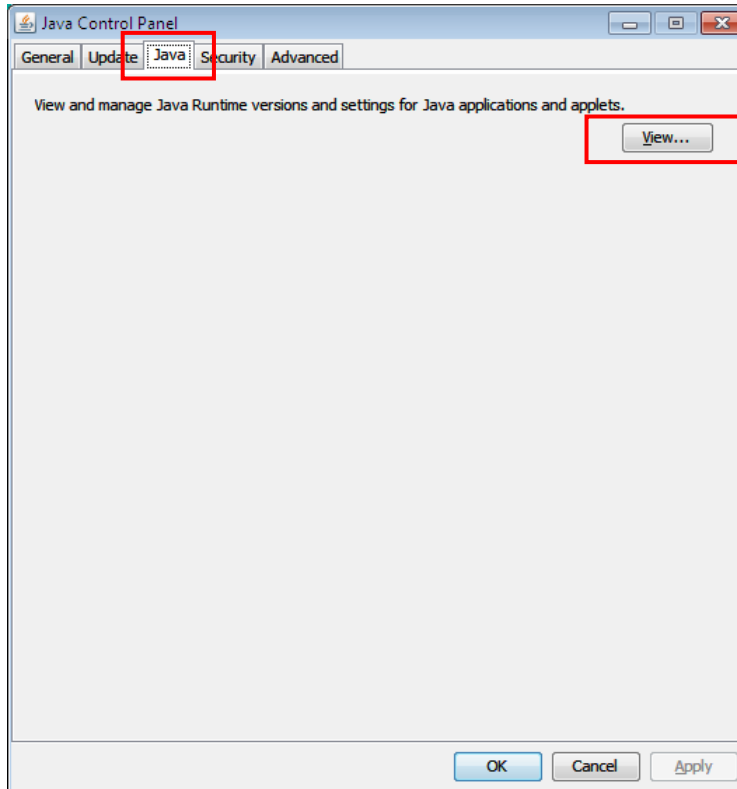 Java Control Panel
General Update Java Security Advanced
View and manage Java Runtime versions and settings for Java applications and applets.
View...
OK Cancel Apply